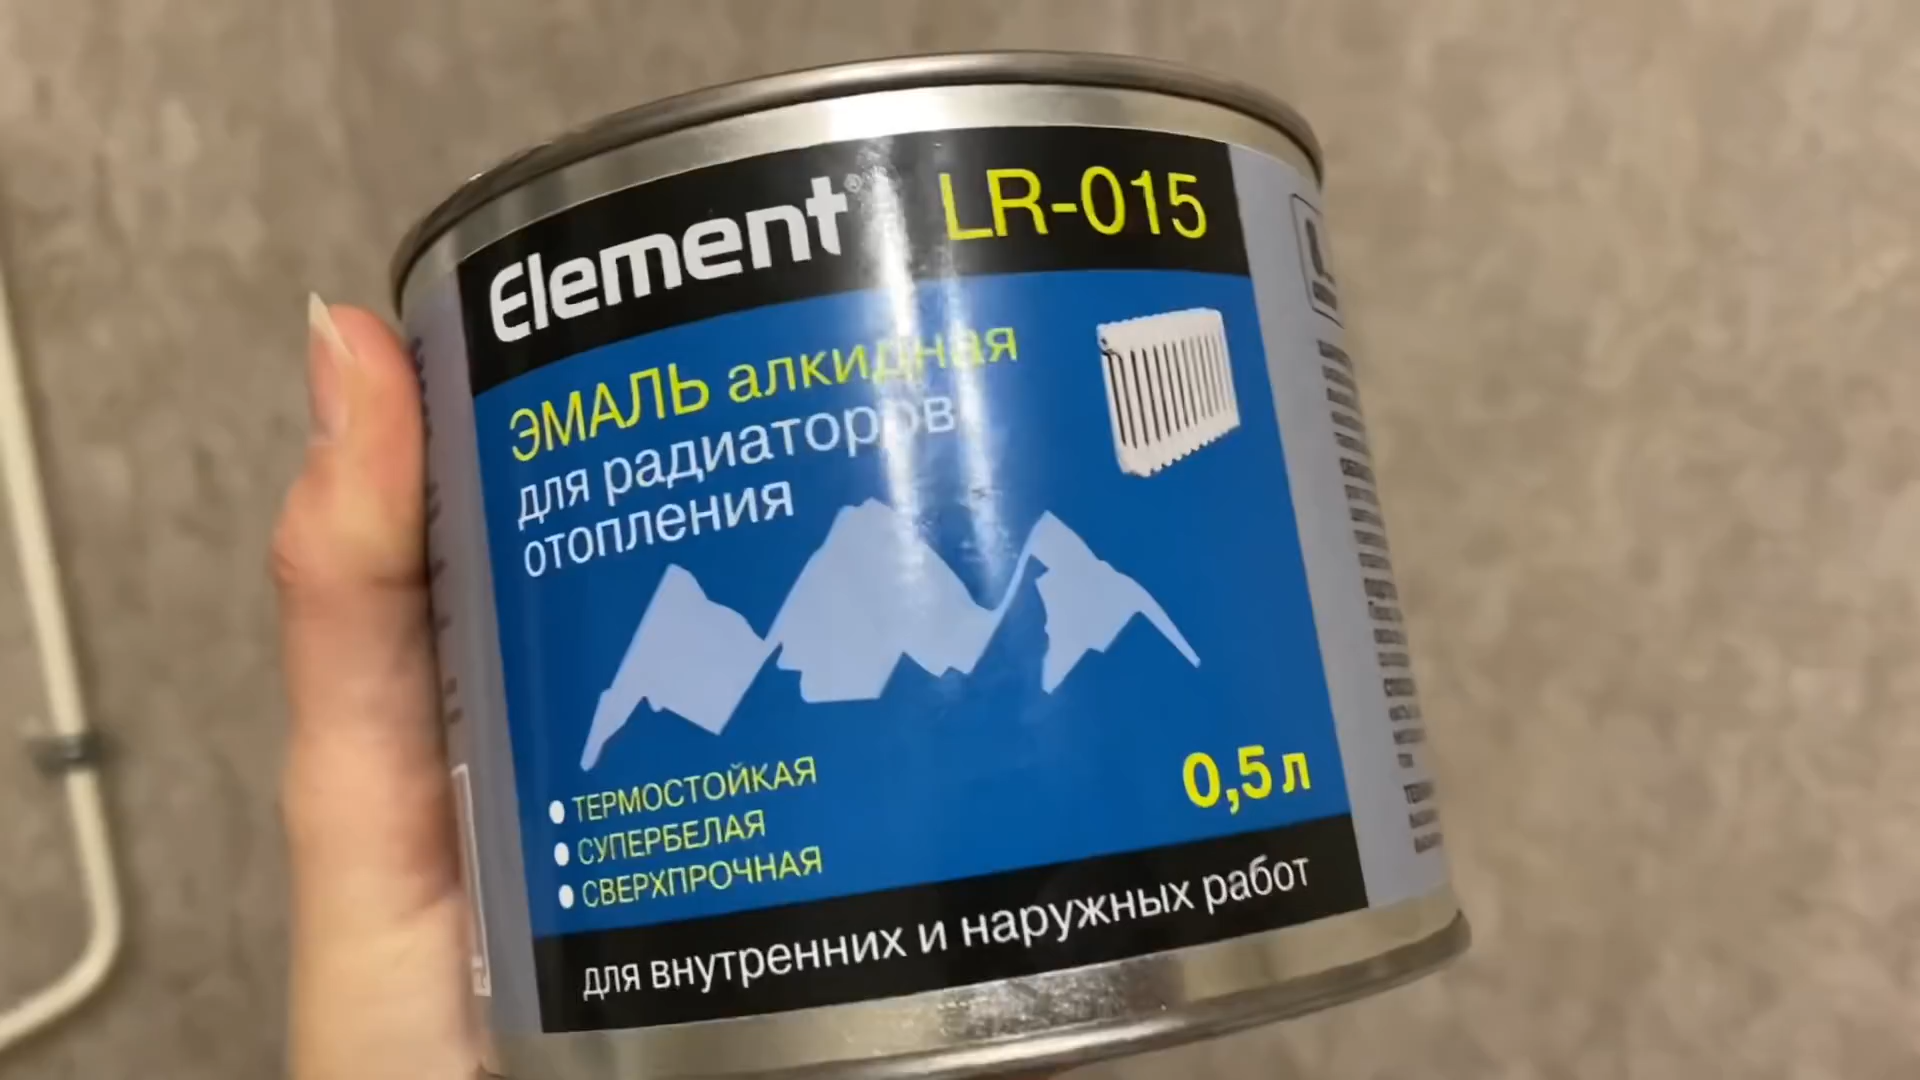 Element® LR-015
ЭМАЛЬ алкидная
для радиаторов
отопления
• ТЕРМОСТОЙКАЯ
• СУПЕРБЕЛАЯ
• СВЕРХПРОЧНАЯ
0,5 л
для внутренних и наружных работ